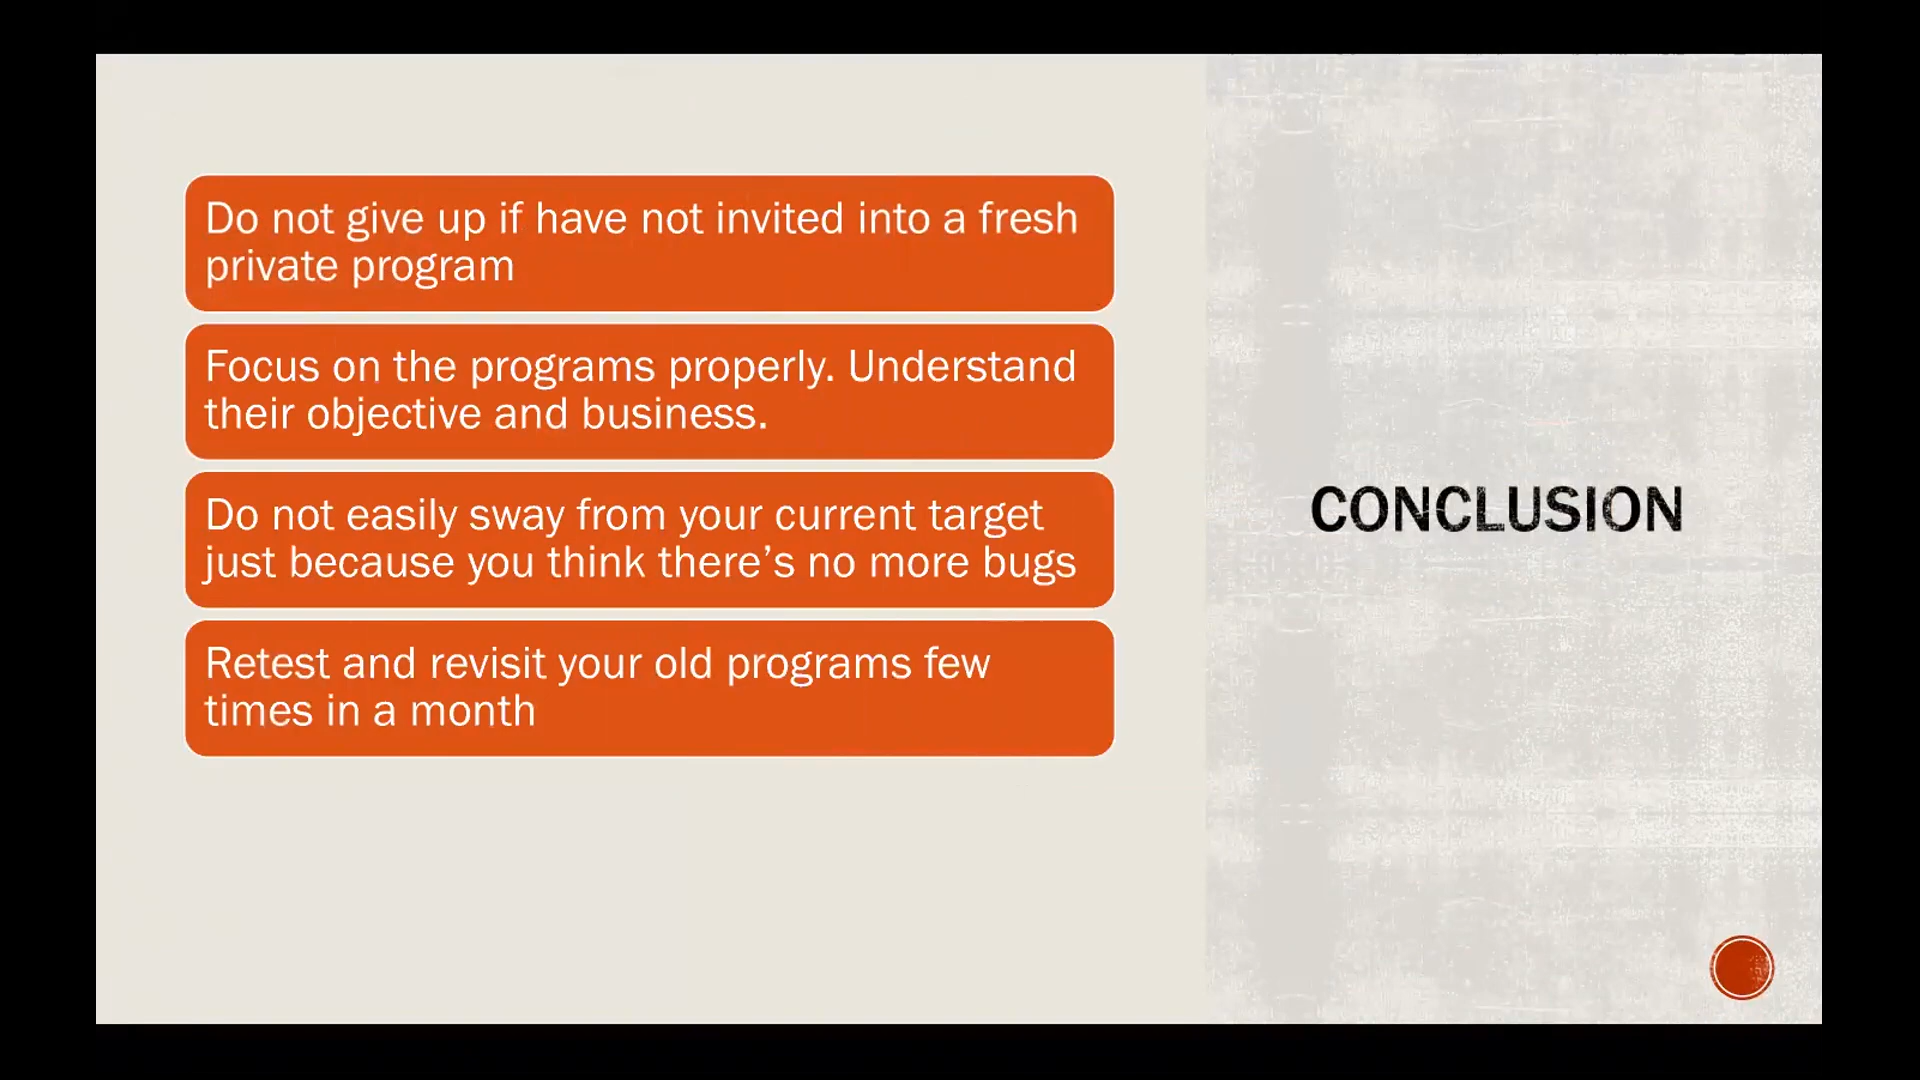 Do not give up if have not invited into a fresh
private program
Focus on the programs properly. Understand
their objective and business.
Do not easily sway from your current target
just because you think there’s no more bugs
Retest and revisit your old programs few
times in a month
CONCLUSION